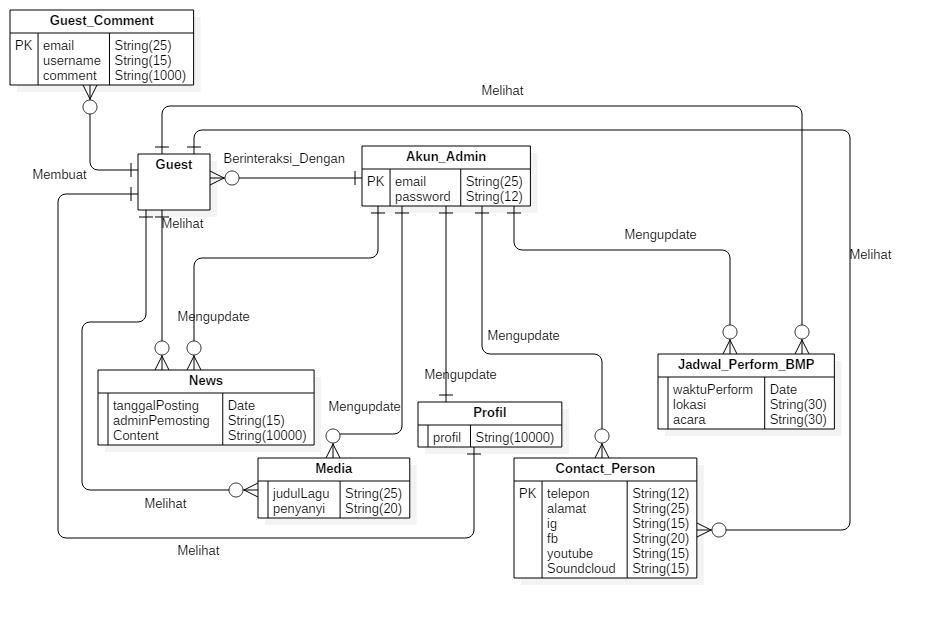 Guest_Comment
PK email String(25)
username String(15)
comment String(1000)
Melihat
Guest
Berinteraksi_Dengan
Akun_Admin
PK email String(25)
password String(12)
Membuat
Melihat
Mengupdate
Melihat
Mengupdate
Mengupdate
Jadwal_Perform_BMP
waktuPerform Date
lokasi String(30)
acara String(30)
News
tanggalPosting Date
adminPemosting String(15)
Content String(10000)
Mengupdate
Mengupdate
Profil
profil String(10000)
Media
judulLagu String(25)
penyanyi String(20)
Contact_Person
PK telepon String(12)
alamat String(25)
ig String(15)
fb String(20)
youtube String(15)
Soundcloud String(15)
Melihat
Melihat